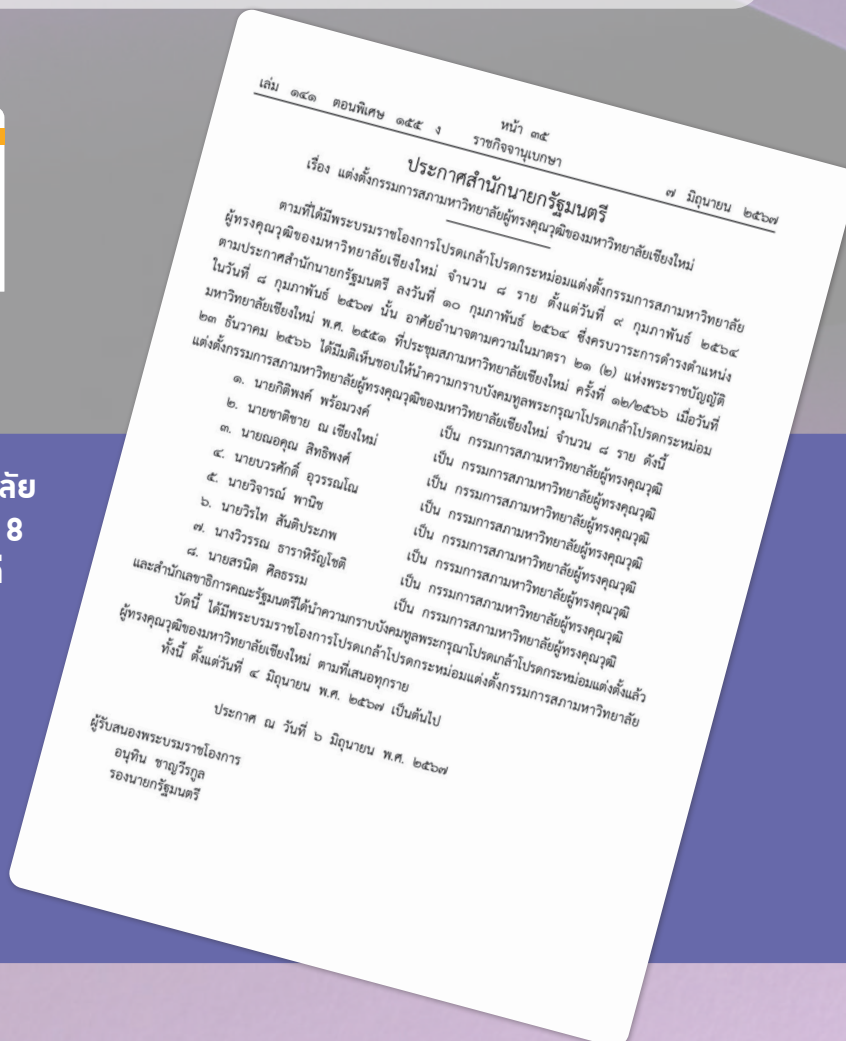 ลัย
8
หน้า ๓๕
เล่ม ๑๔๑ ตอนพิเศษ ๑๕๕ ง ราชกิจจานุเบกษา ๗ มิถุนายน ๒๕๖๗
ประกาศสำนักนายกรัฐมนตรี
เรื่อง แต่งตั้งกรรมการสภามหาวิทยาลัยผู้ทรงคุณวุฒิของมหาวิทยาลัยเชียงใหม่
ตามที่ได้มีพระบรมราชโองการโปรดเกล้าโปรดกระหม่อมแต่งตั้งกรรมการสภามหาวิทยาลัย
ผู้ทรงคุณวุฒิของมหาวิทยาลัยเชียงใหม่ จำนวน ๘ ราย ตั้งแต่วันที่ ๙ กุมภาพันธ์ ๒๕๖๔
ตามประกาศสำนักนายกรัฐมนตรี ลงวันที่ ๑๐ กุมภาพันธ์ ๒๕๖๔ ซึ่งครบวาระการดำรงตำแหน่ง
ในวันที่ ๘ กุมภาพันธ์ ๒๕๖๗ นั้น อาศัยอำนาจตามความในมาตรา ๒๑ (๒) แห่งพระราชบัญญัติ
มหาวิทยาลัยเชียงใหม่ พ.ศ. ๒๕๕๑ ที่ประชุมสภามหาวิทยาลัยเชียงใหม่ ครั้งที่ ๑๒/๒๕๖๖ เมื่อวันที่
๒๓ ธันวาคม ๒๕๖๖ ได้มีมติเห็นชอบให้นำความกราบบังคมทูลพระกรุณาโปรดเกล้าโปรดกระหม่อม
แต่งตั้งกรรมการสภามหาวิทยาลัยผู้ทรงคุณวุฒิของมหาวิทยาลัยเชียงใหม่ จำนวน ๘ ราย ดังนี้
๑. นายกิติพงค์ พร้อมวงค์ เป็น กรรมการสภามหาวิทยาลัยผู้ทรงคุณวุฒิ
๒. นายชาติชาย ณ เชียงใหม่ เป็น กรรมการสภามหาวิทยาลัยผู้ทรงคุณวุฒิ
๓. นายณอคุณ สิทธิพงศ์ เป็น กรรมการสภามหาวิทยาลัยผู้ทรงคุณวุฒิ
๔. นายบวรศักดิ์ อุวรรณโณ เป็น กรรมการสภามหาวิทยาลัยผู้ทรงคุณวุฒิ
๕. นายวิจารณ์ พานิช เป็น กรรมการสภามหาวิทยาลัยผู้ทรงคุณวุฒิ
๖. นายวิรไท สันติประภพ เป็น กรรมการสภามหาวิทยาลัยผู้ทรงคุณวุฒิ
๗. นางวิวรรณ ธาราหิรัญโชติ เป็น กรรมการสภามหาวิทยาลัยผู้ทรงคุณวุฒิ
๘. นายสรนิต ศิลธรรม เป็น กรรมการสภามหาวิทยาลัยผู้ทรงคุณวุฒิ
และสำนักเลขาธิการคณะรัฐมนตรีได้นำความกราบบังคมทูลพระกรุณาโปรดเกล้าโปรดกระหม่อมแต่งตั้งแล้ว
บัดนี้ ได้มีพระบรมราชโองการโปรดเกล้าโปรดกระหม่อมแต่งตั้งกรรมการสภามหาวิทยาลัย
ผู้ทรงคุณวุฒิของมหาวิทยาลัยเชียงใหม่ ตามที่เสนอทุกราย
ทั้งนี้ ตั้งแต่วันที่ ๔ มิถุนายน พ.ศ. ๒๕๖๗ เป็นต้นไป
ประกาศ ณ วันที่ ๖ มิถุนายน พ.ศ. ๒๕๖๗
ผู้รับสนองพระบรมราชโองการ
อนุทิน ชาญวีรกูล
รองนายกรัฐมนตรี